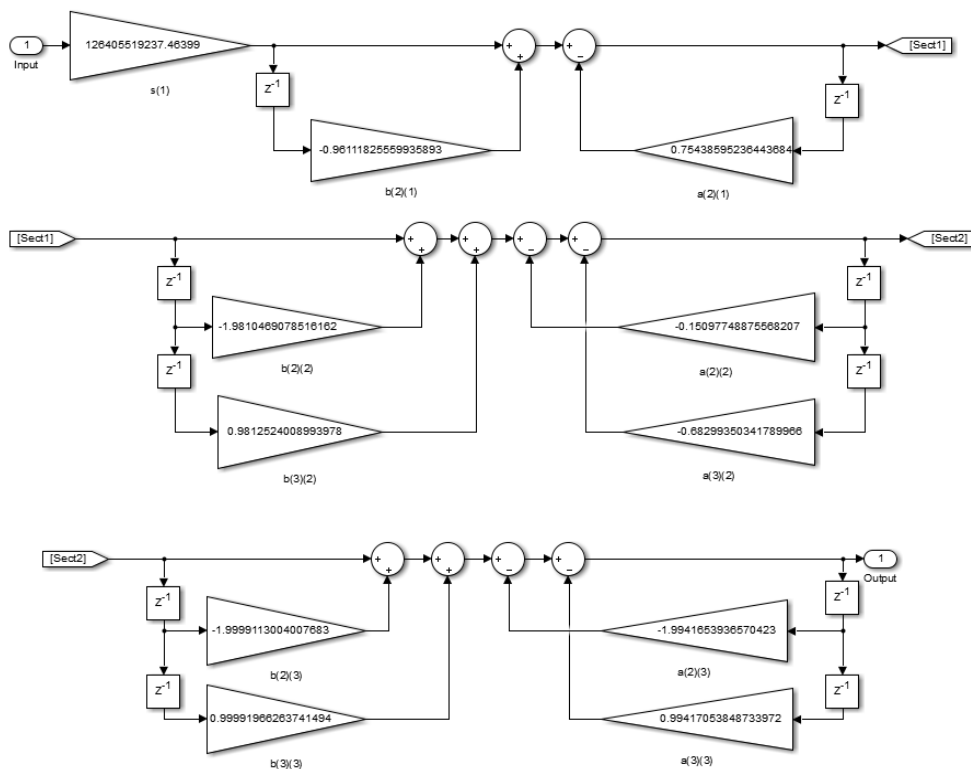 1
Input
126405519237.46399
s(1)
z-1
-0.96111825559935893
b(2)(1)
+
+
+
−
[Sect1]
z-1
0.75438595236443684
a(2)(1)
[Sect1]
z-1
-1.9810469078516162
b(2)(2)
z-1
0.9812524008993978
b(3)(2)
+
+
+
+
+
−
+
−
[Sect2]
z-1
-0.15097748875568207
a(2)(2)
z-1
-0.68299350341789966
a(3)(2)
[Sect2]
z-1
-1.9999113004007683
b(2)(3)
z-1
0.99991966263741494
b(3)(3)
+
+
+
+
+
−
+
−
1
Output
z-1
-1.9941653936570423
a(2)(3)
z-1
0.99417053848733972
a(3)(3)